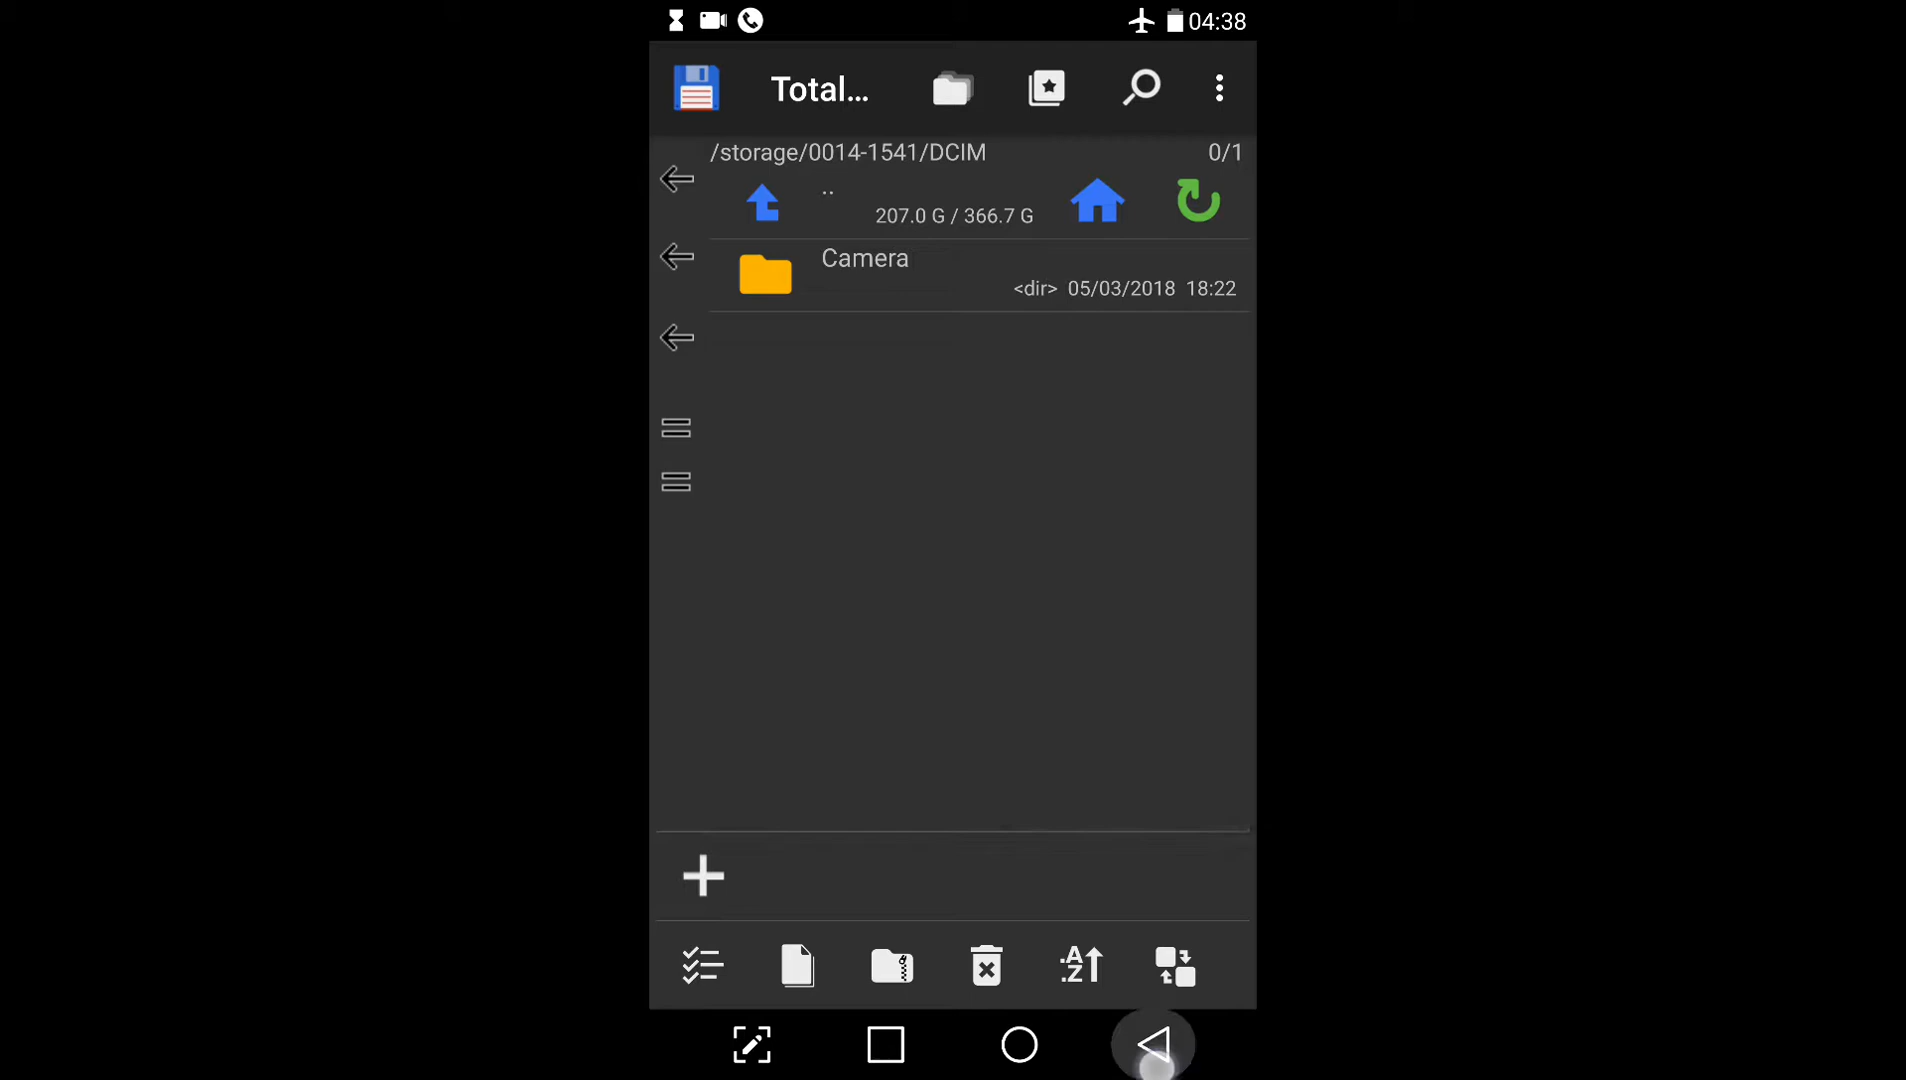 04:38
Total...
/storage/0014-1541/DCIM 0/1
..
207.0 G / 366.7 G
Camera
<dir> 05/03/2018 18:22
.A
.Z